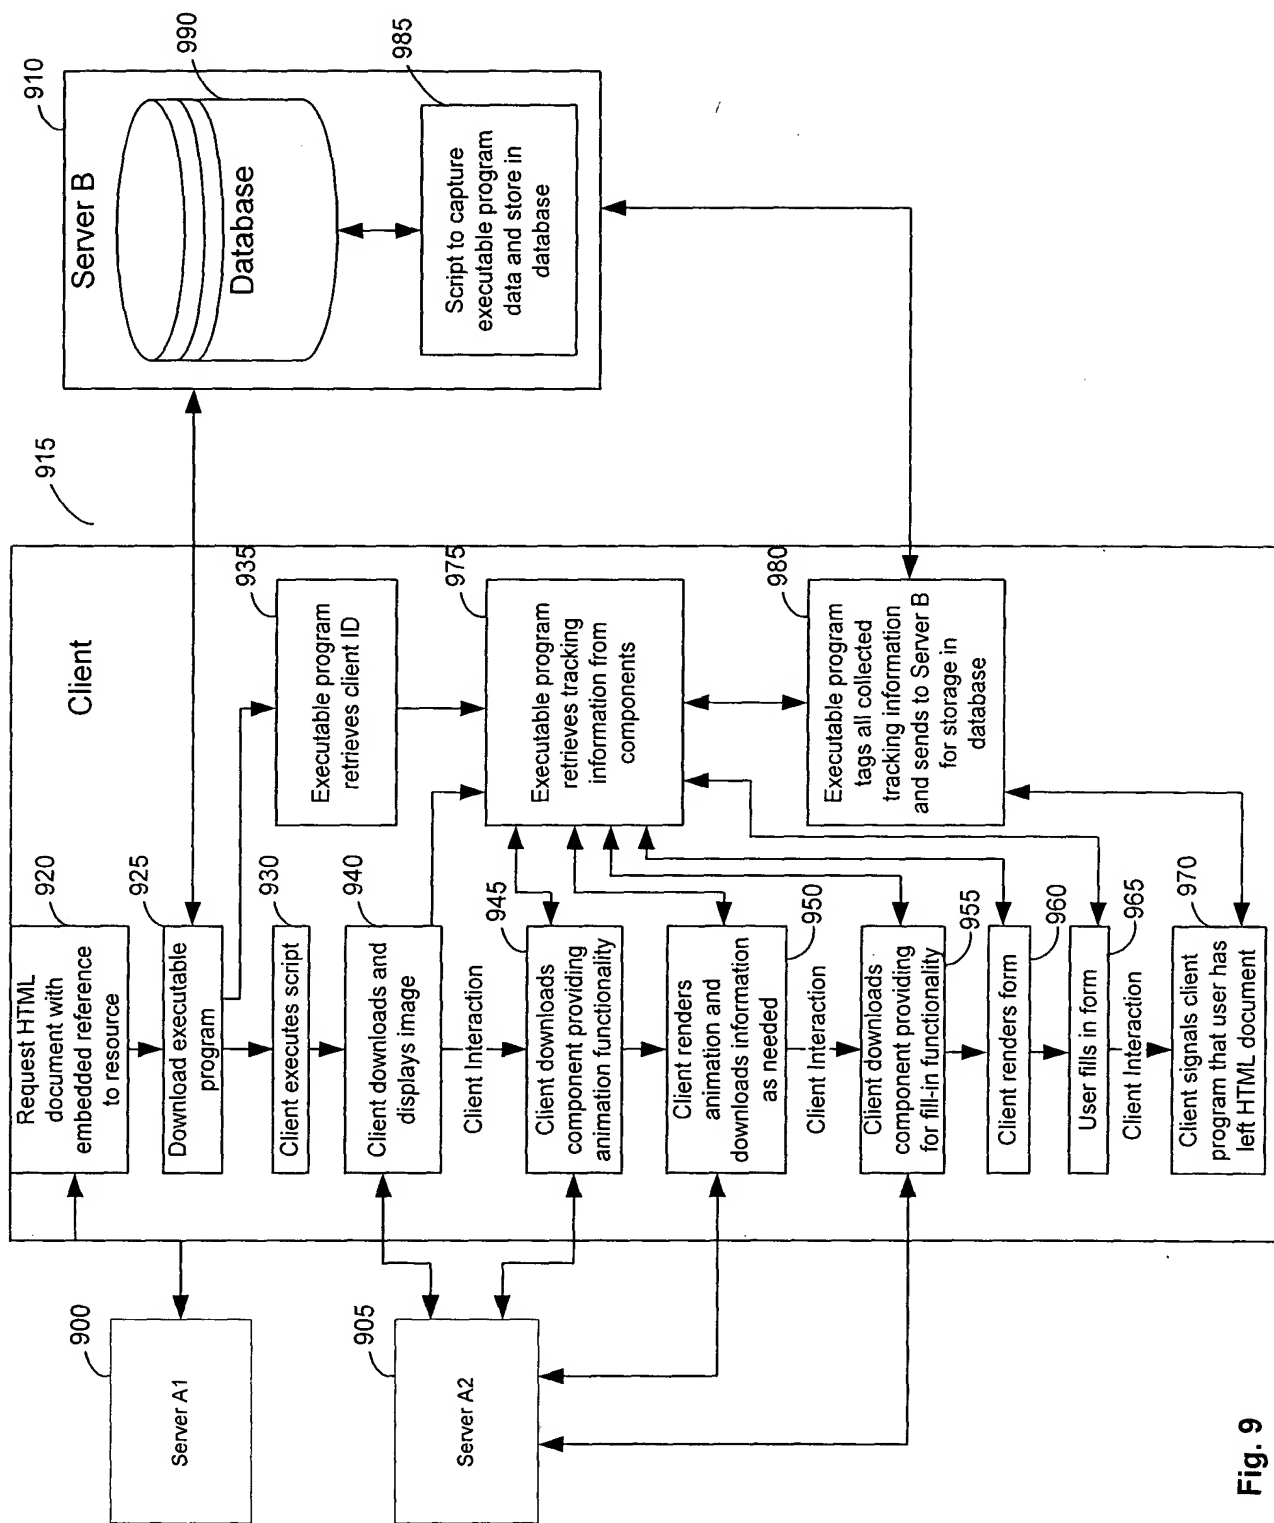 910
Server B
990
Database
985
Script to capture
executable program
data and store in
database
915
Client
935
Executable program
retrieves client ID
975
Executable program
retrieves tracking
information from
components
980
Executable program
tags all collected
tracking information
and sends to Server B
for storage in
database
920
Request HTML
document with
embedded reference
to resource
925
Download executable
program
930
Client executes script
940
Client downloads and
displays image
Client Interaction
945
Client downloads
component providing
animation functionality
950
Client renders
animation and
downloads information
as needed
Client Interaction
955
Client downloads
component providing
for fill-in functionality
960
Client renders form
965
User fills in form
Client Interaction
970
Client signals client
program that user has
left HTML document
900
Server A1
905
Server A2
Fig. 9